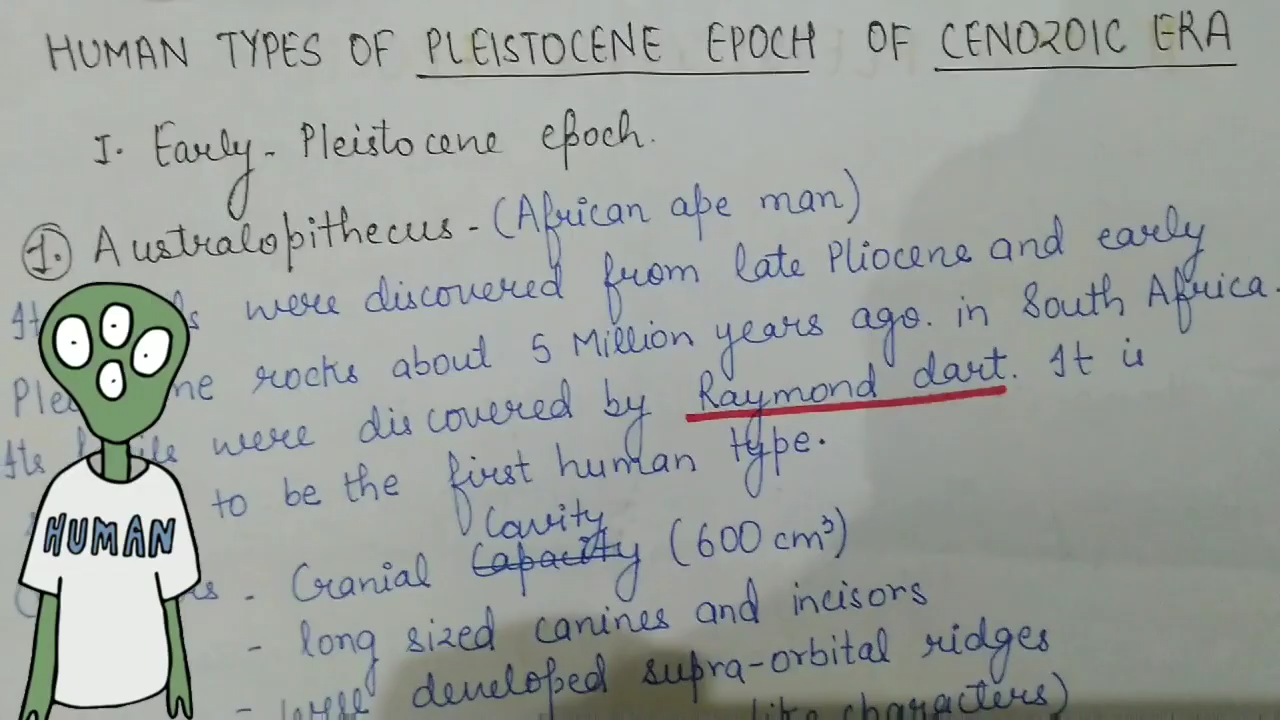 HUMAN TYPES OF PLEISTOCENE EPOCH OF CENOZOIC ERA
I. Early - Pleistocene epoch.
1. Australopithecus - (African ape man)
were discovered from late Pliocene and early
rocks about 5 Million years ago. in South Africa.
Its were discovered by Raymond dart. It is
to be the first human type.
Cavity
- Cranial Capacity (600 cm³)
- long sized canines and incisors
- developed supra-orbital ridges
like characters)
HUMAN